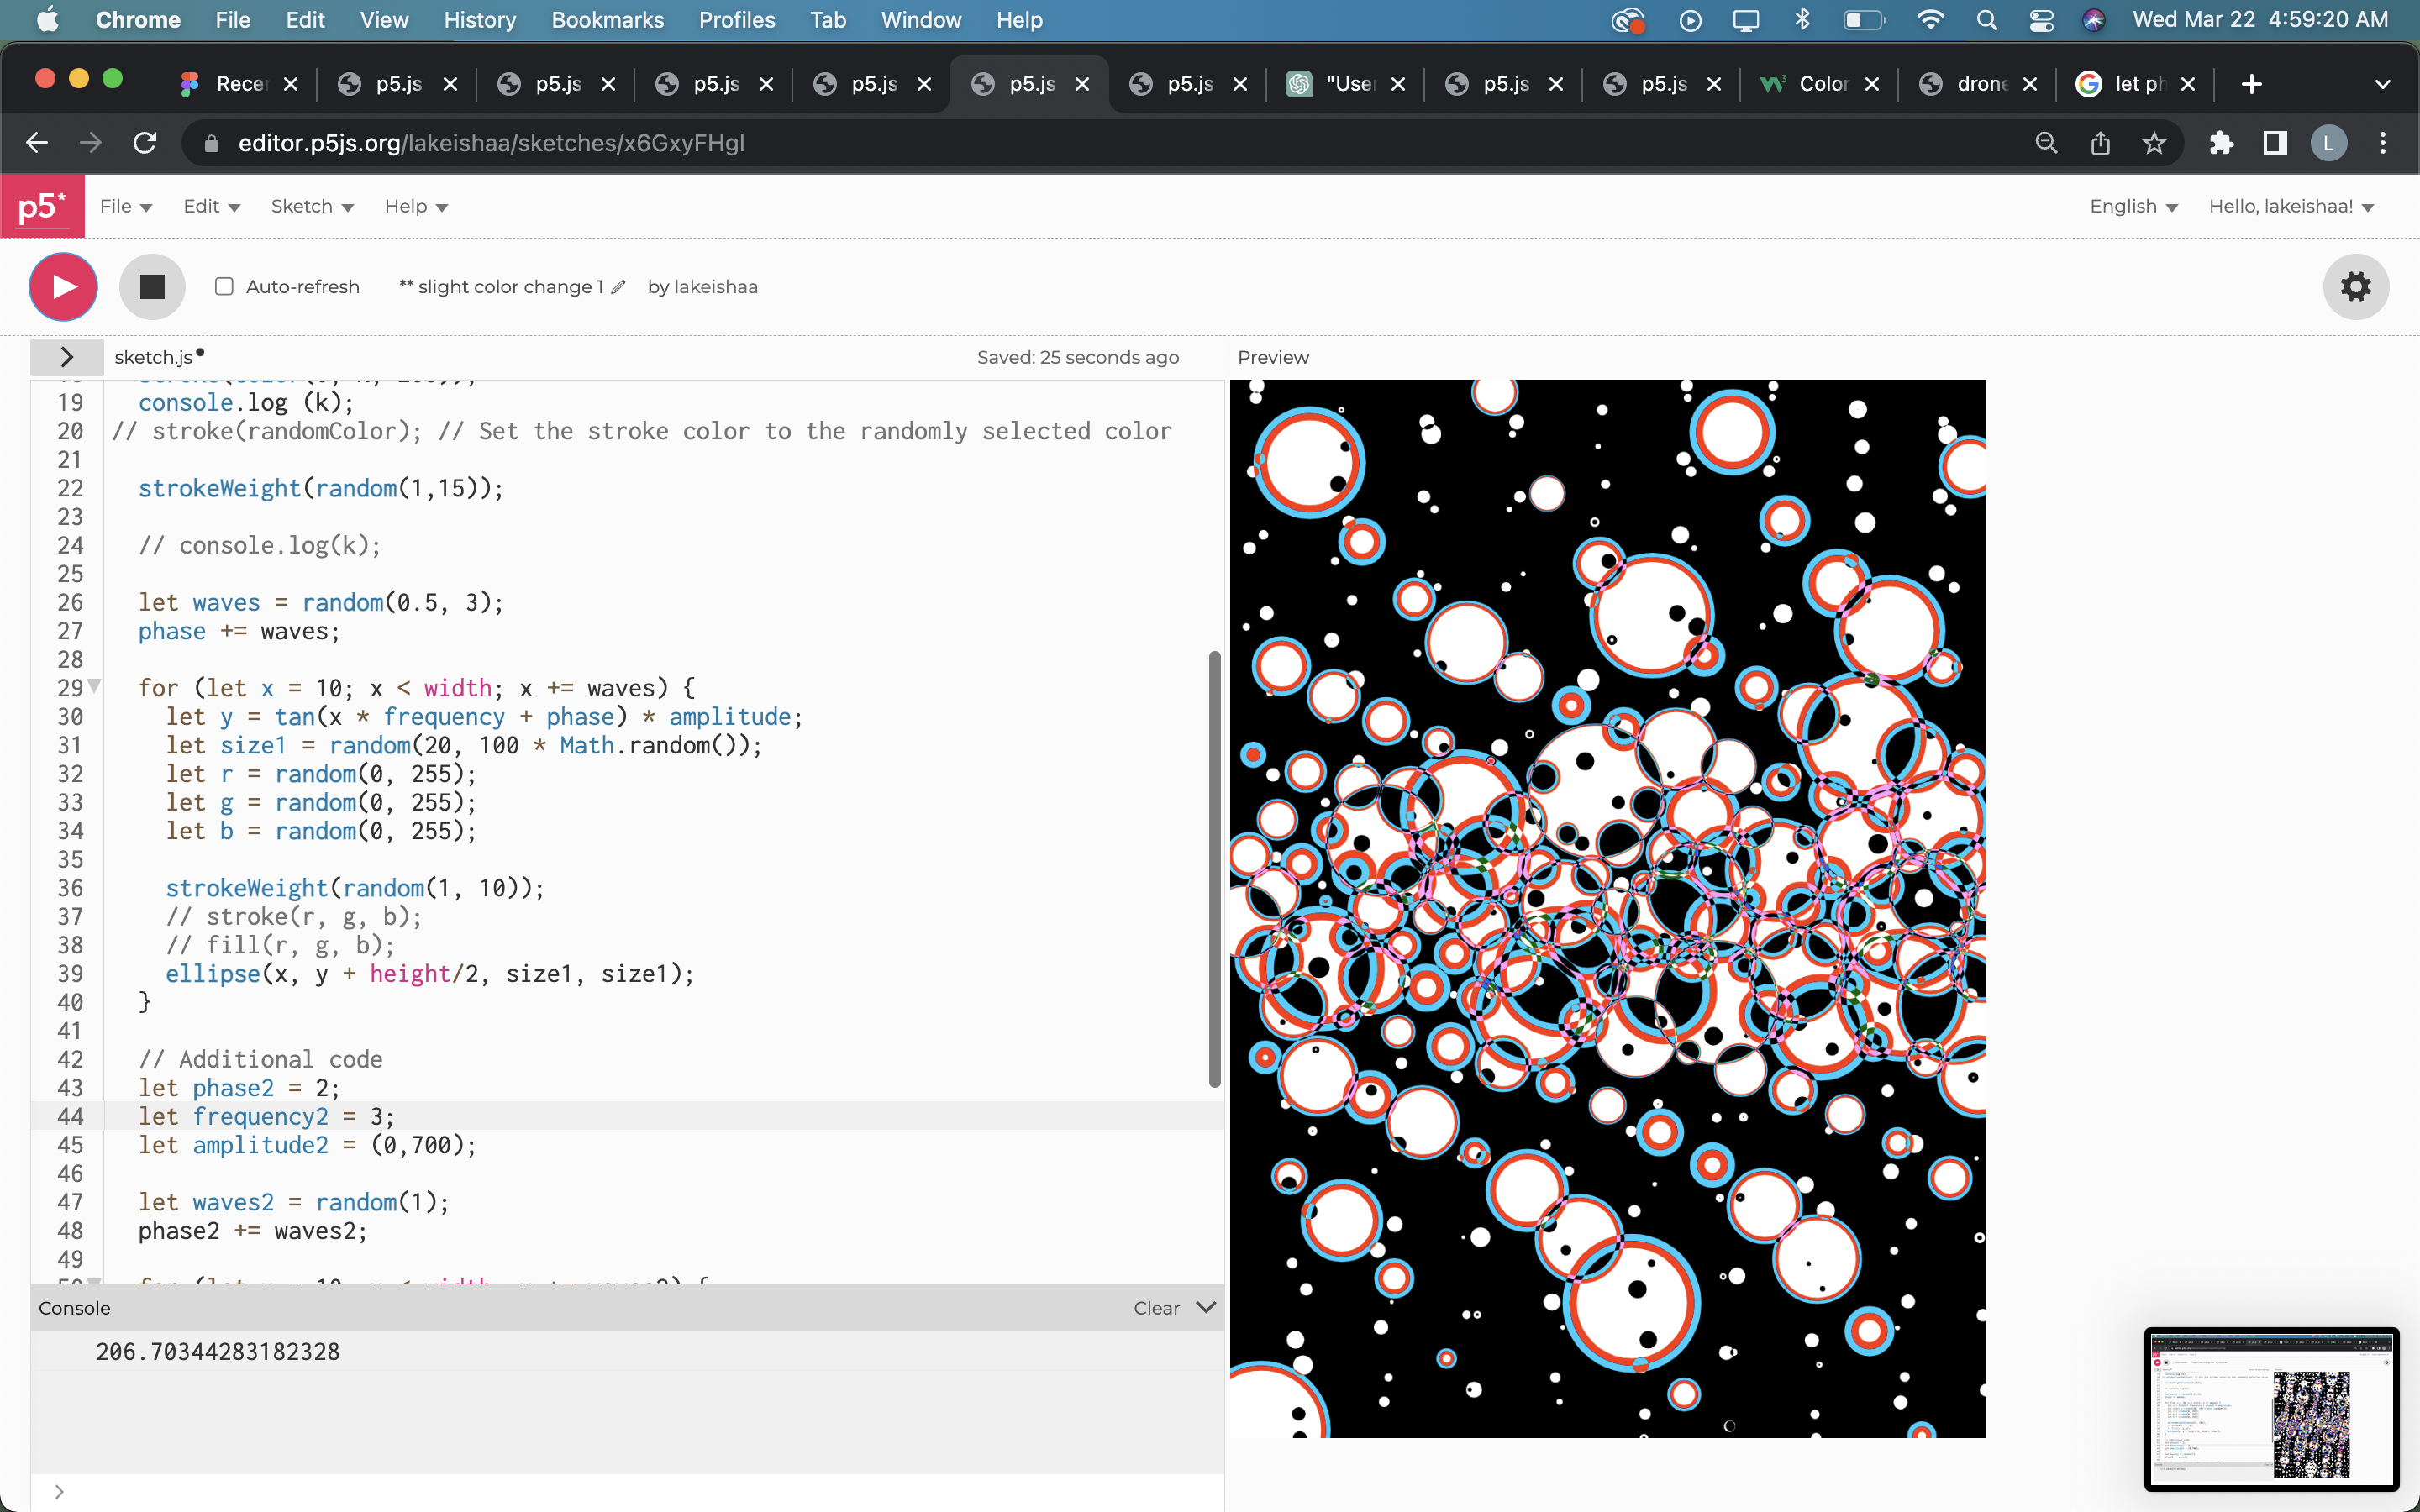 Chrome File Edit View History Bookmarks Profiles Tab Window Help Wed Mar 22 4:59:20 AM
Recer p5.js p5.js p5.js p5.js p5.js p5.js "User p5.js p5.js Color drone let ph
editor.p5js.org/lakeishaa/sketches/x6GxyFHgl L
p5* File Edit Sketch Help English Hello, lakeishaa!
Auto-refresh ** slight color change 1 by lakeishaa
sketch.js Saved: 25 seconds ago Preview
19 console.log (k);
20 // stroke(randomColor); // Set the stroke color to the randomly selected color
21
22 strokeWeight(random(1,15));
23
24 // console.log(k);
25
26 let waves = random(0.5, 3);
27 phase += waves;
28
29 for (let x = 10; x < width; x += waves) {
30 let y = tan(x * frequency + phase) * amplitude;
31 let size1 = random(20, 100 * Math.random());
32 let r = random(0, 255);
33 let g = random(0, 255);
34 let b = random(0, 255);
35
36 strokeWeight(random(1, 10));
37 // stroke(r, g, b);
38 // fill(r, g, b);
39 ellipse(x, y + height/2, size1, size1);
40 }
41
42 // Additional code
43 let phase2 = 2;
44 let frequency2 = 3;
45 let amplitude2 = (0,700);
46
47 let waves2 = random(1);
48 phase2 += waves2;
49
Console Clear
206.70344283182328